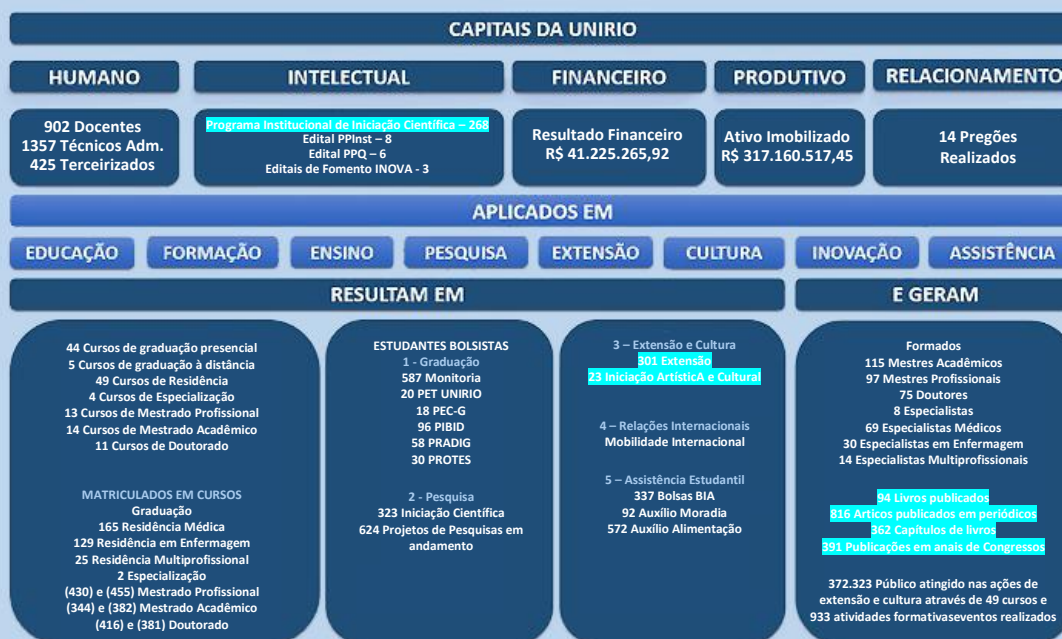 CAPITAIS DA UNIRIO
HUMANO
INTELECTUAL
FINANCEIRO
PRODUTIVO
RELACIONAMENTO
902 Docentes
1357 Técnicos Adm.
425 Terceirizados
Programa Institucional de Iniciação Científica – 268
Edital PPInst – 8
Edital PPQ – 6
Editais de Fomento INOVA - 3
Resultado Financeiro
R$ 41.225.265,92
Ativo Imobilizado
R$ 317.160.517,45
14 Pregões
Realizados
APLICADOS EM
EDUCAÇÃO
FORMAÇÃO
ENSINO
PESQUISA
EXTENSÃO
CULTURA
INOVAÇÃO
ASSISTÊNCIA
RESULTAM EM
E GERAM
44 Cursos de graduação presencial
5 Cursos de graduação à distância
49 Cursos de Residência
4 Cursos de Especialização
13 Cursos de Mestrado Profissional
14 Cursos de Mestrado Acadêmico
11 Cursos de Doutorado
MATRICULADOS EM CURSOS
Graduação
165 Residência Médica
129 Residência em Enfermagem
25 Residência Multiprofissional
2 Especialização
(430) e (455) Mestrado Profissional
(344) e (382) Mestrado Acadêmico
(416) e (381) Doutorado
ESTUDANTES BOLSISTAS
1 - Graduação
587 Monitoria
20 PET UNIRIO
18 PEC-G
96 PIBID
58 PRADIG
30 PROTES
2 - Pesquisa
323 Iniciação Científica
624 Projetos de Pesquisas em
andamento
3 – Extensão e Cultura
301 Extensão
23 Iniciação ArtísticA e Cultural
4 – Relações Internacionais
Mobilidade Internacional
5 – Assistência Estudantil
337 Bolsas BIA
92 Auxílio Moradia
572 Auxílio Alimentação
Formados
115 Mestres Acadêmicos
97 Mestres Profissionais
75 Doutores
8 Especialistas
69 Especialistas Médicos
30 Especialistas em Enfermagem
14 Especialistas Multiprofissionais
94 Livros publicados
816 Articos publicados em periódicos
362 Capítulos de livros
391 Publicações em anais de Congressos
372.323 Público atingido nas ações de
extensão e cultura através de 49 cursos e
933 atividades formativaseventos realizados